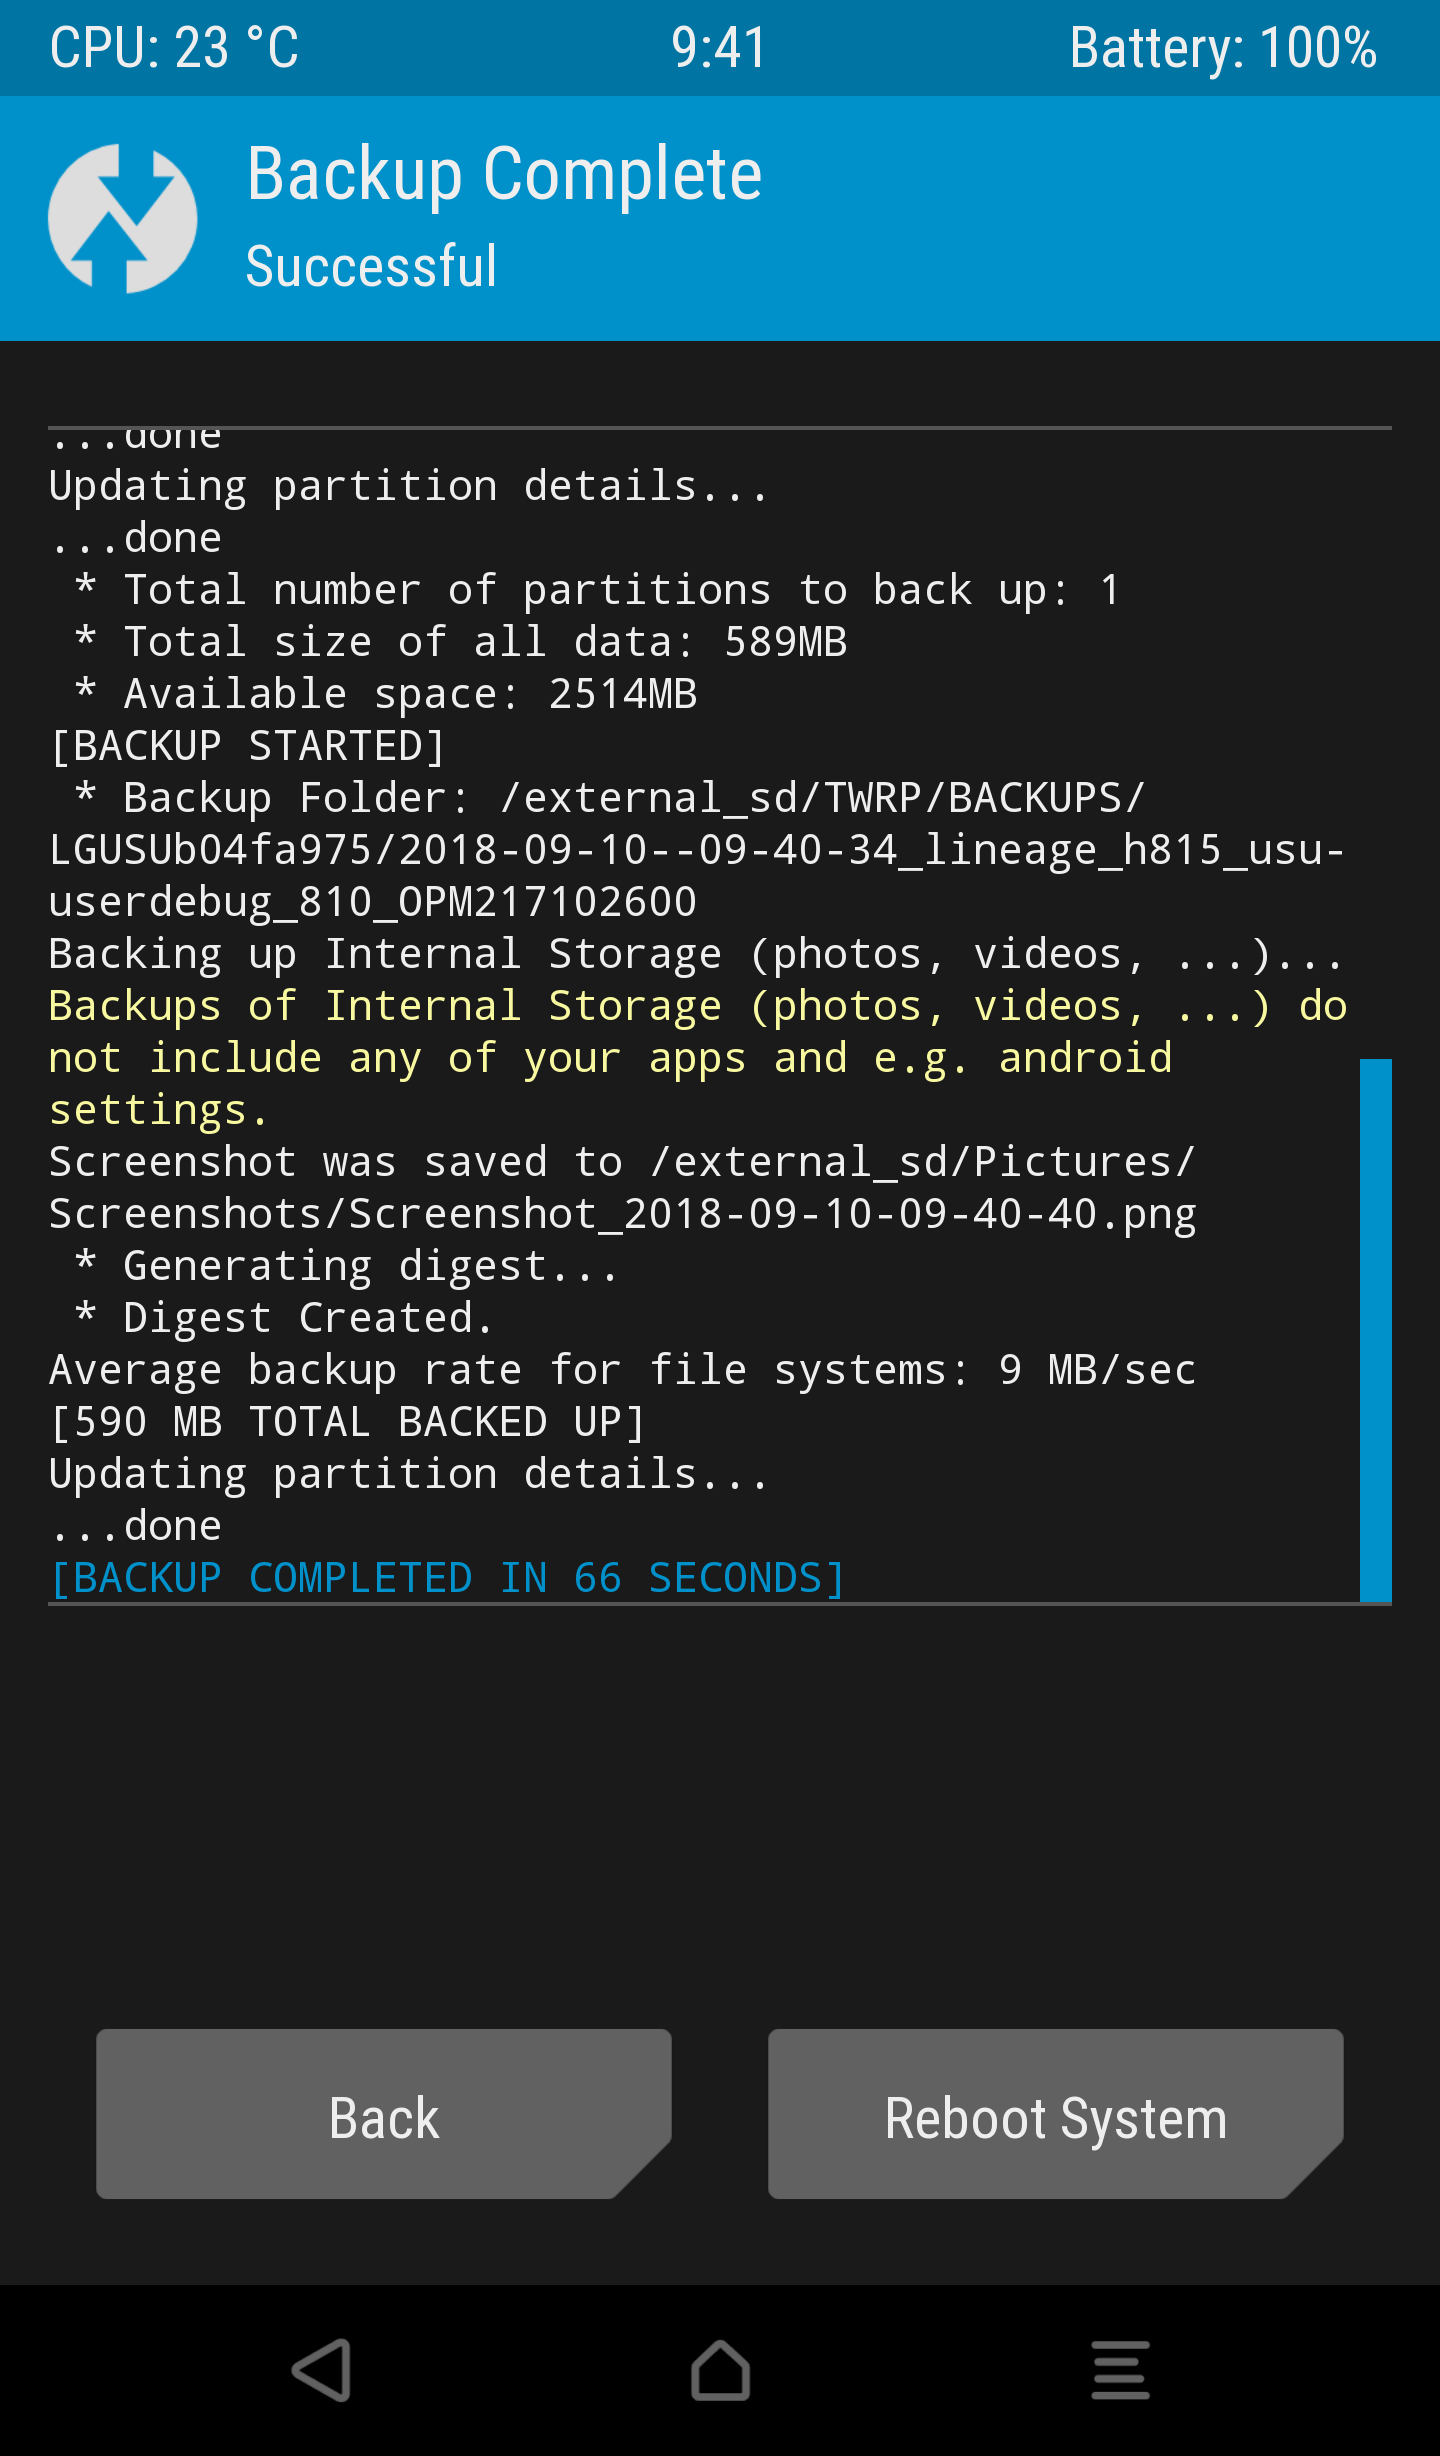 CPU: 23 °C 9:41 Battery: 100%
Backup Complete
Successful
...done
Updating partition details...
...done
 * Total number of partitions to back up: 1
 * Total size of all data: 589MB
 * Available space: 2514MB
[BACKUP STARTED]
 * Backup Folder: /external_sd/TWRP/BACKUPS/
LGUSUb04fa975/2018-09-10--09-40-34_lineage_h815_usu-
userdebug_810_OPM217102600
Backing up Internal Storage (photos, videos, ...)...
Backups of Internal Storage (photos, videos, ...) do
not include any of your apps and e.g. android
settings.
Screenshot was saved to /external_sd/Pictures/
Screenshots/Screenshot_2018-09-10-09-40-40.png
 * Generating digest...
 * Digest Created.
Average backup rate for file systems: 9 MB/sec
[590 MB TOTAL BACKED UP]
Updating partition details...
...done
[BACKUP COMPLETED IN 66 SECONDS]
Back Reboot System